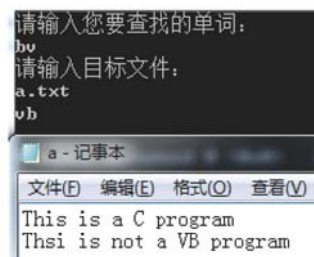 请输入您要查找的单词：
bv
请输入目标文件：
a.txt
vb
a - 记事本
文件(F) 编辑(E) 格式(O) 查看(V)
This is a C program
Thsi is not a VB program